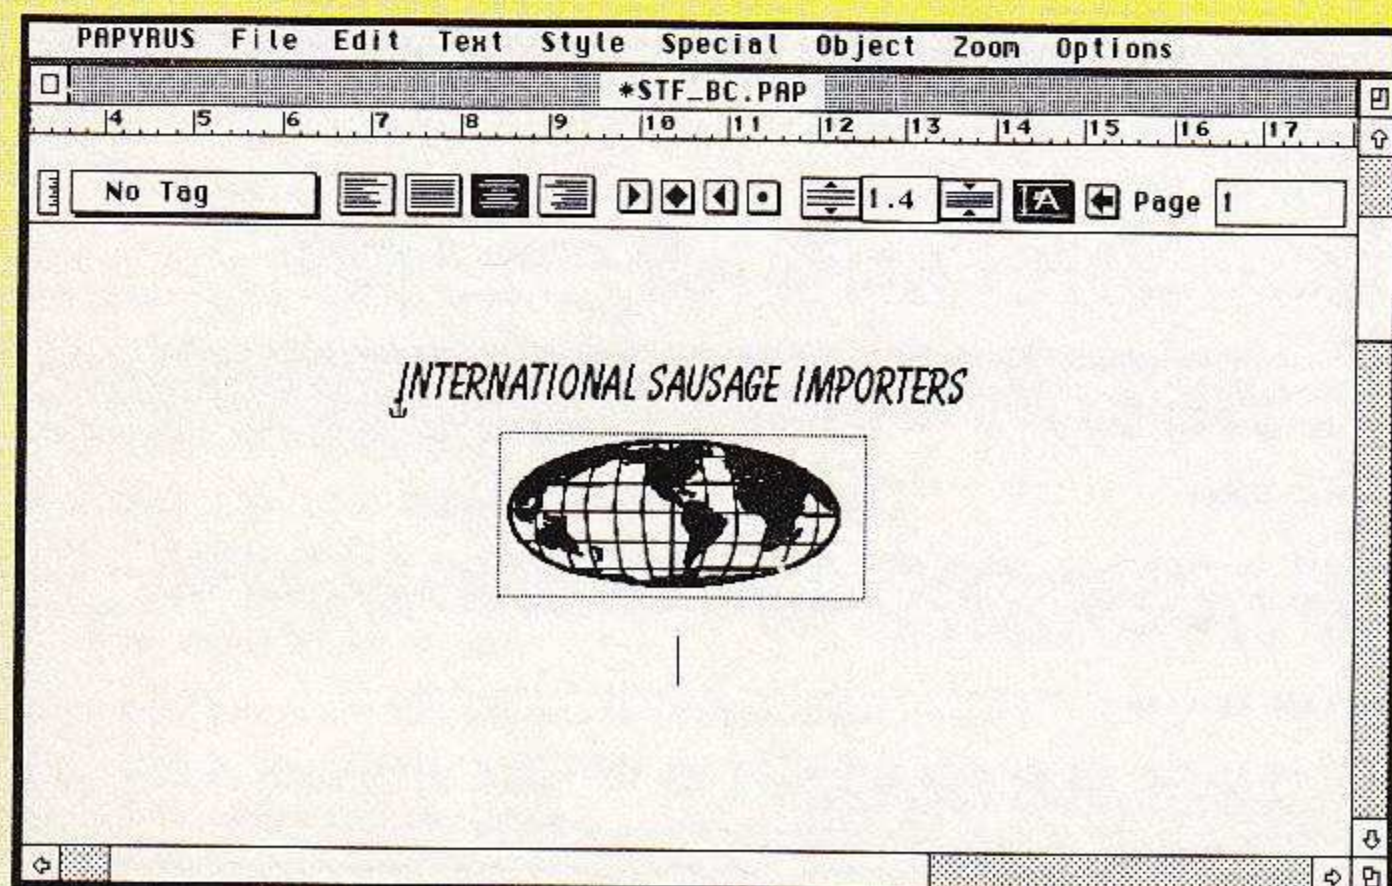 PAPYRUS File Edit Text Style Special Object Zoom Options
*STF_BC.PAP
4 5 6 7 8 9 10 11 12 13 14 15 16 17
No Tag 1.4 A Page 1
INTERNATIONAL SAUSAGE IMPORTERS